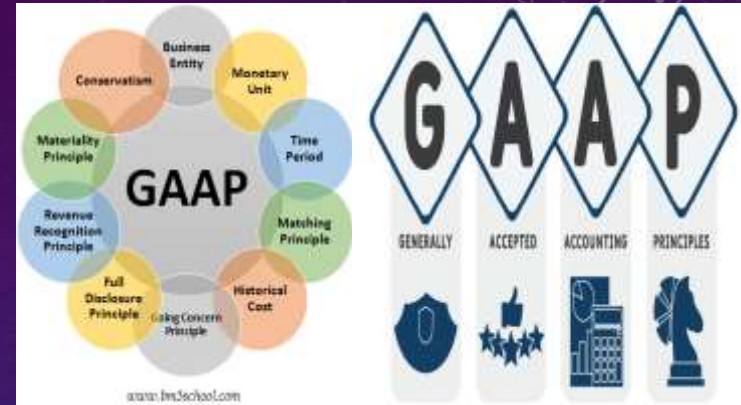 Business
Entity
Monetary
Unit
Time
Period
Matching
Principle
Historical
Cost
Going Concern
Principle
Full
Disclosure
Principle
Revenue
Recognition
Principle
Materiality
Principle
Conservatism
GAAP
www.bm3school.com
G A A P
GENERALLY ACCEPTED ACCOUNTING PRINCIPLES